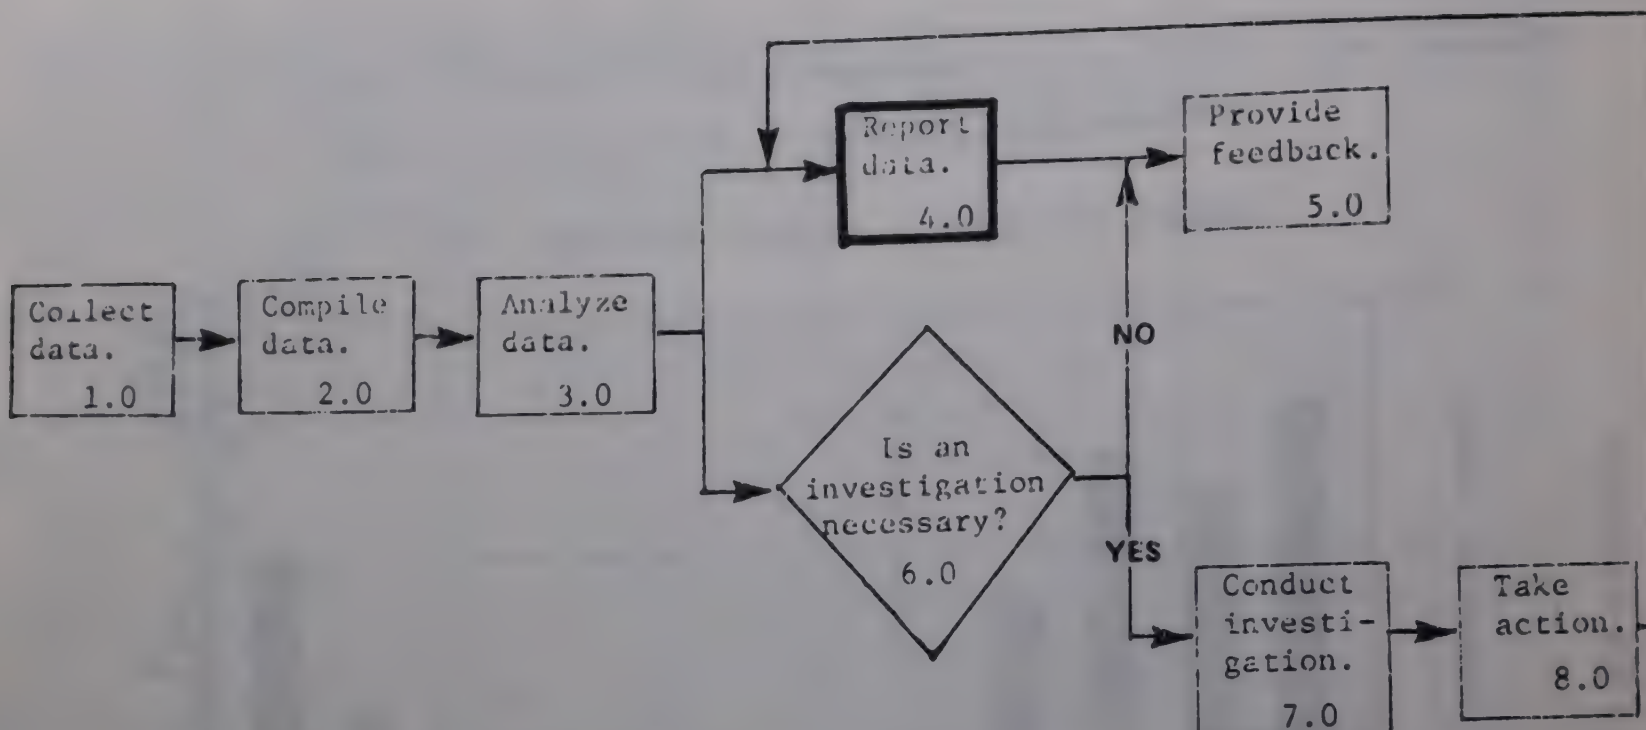 Report
data.
4.0
Provide
feedback.
5.0
Collect
data.
1.0
Compile
data.
2.0
Analyze
data.
3.0
NO
Is an
investigation
necessary?
6.0
YES
Conduct
investi-
gation.
7.0
Take
action.
8.0